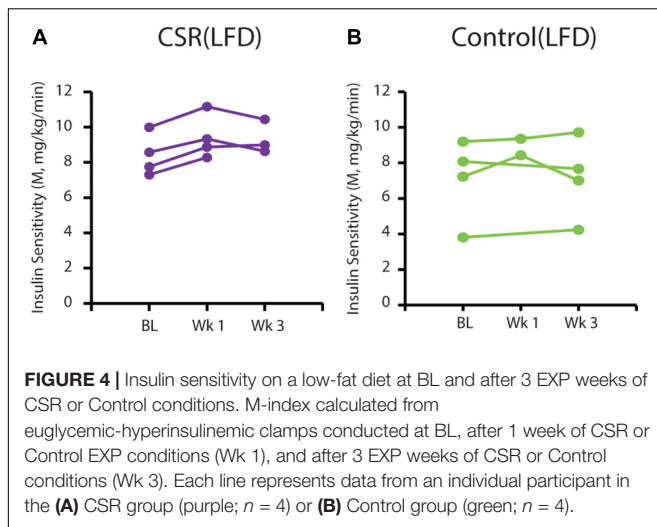 A CSR(LFD)
B Control(LFD)
Insulin Sensitivity (M, mg/kg/min)
12
10
8
6
4
2
0
BL Wk 1 Wk 3
Insulin Sensitivity (M, mg/kg/min)
12
10
8
6
4
2
0
BL Wk 1 Wk 3
FIGURE 4 | Insulin sensitivity on a low-fat diet at BL and after 3 EXP weeks of
CSR or Control conditions. M-index calculated from
euglycemic-hyperinsulinemic clamps conducted at BL, after 1 week of CSR or
Control EXP conditions (Wk 1), and after 3 EXP weeks of CSR or Control
conditions (Wk 3). Each line represents data from an individual participant in
the (A) CSR group (purple; n = 4) or (B) Control group (green; n = 4).